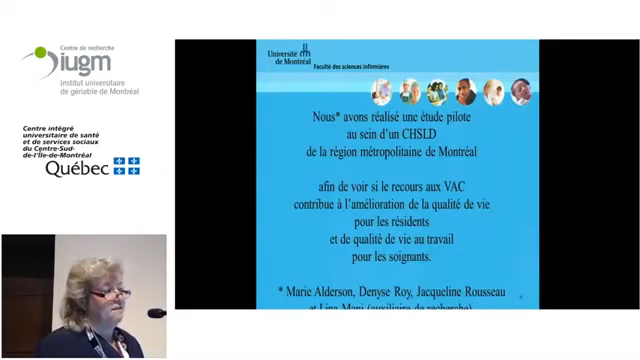 Centre de recherche
iugm
Institut universitaire
de gériatrie de Montréal
Centre intégré
universitaire de santé
et de services sociaux
du Centre-Sud-
de-l'Île-de-Montréal
Québec
Université
de Montréal
Faculté des sciences infirmières
Nous* avons réalisé une étude pilote
au sein d'un CHSLD
de la région métropolitaine de Montréal
afin de voir si le recours aux VAC
contribue à l'amélioration de la qualité de vie
pour les résidents
et de qualité de vie au travail
pour les soignants.
* Marie Alderson, Denyse Roy, Jacqueline Rousseau
et Lina Mani (auxiliaire de recherche)